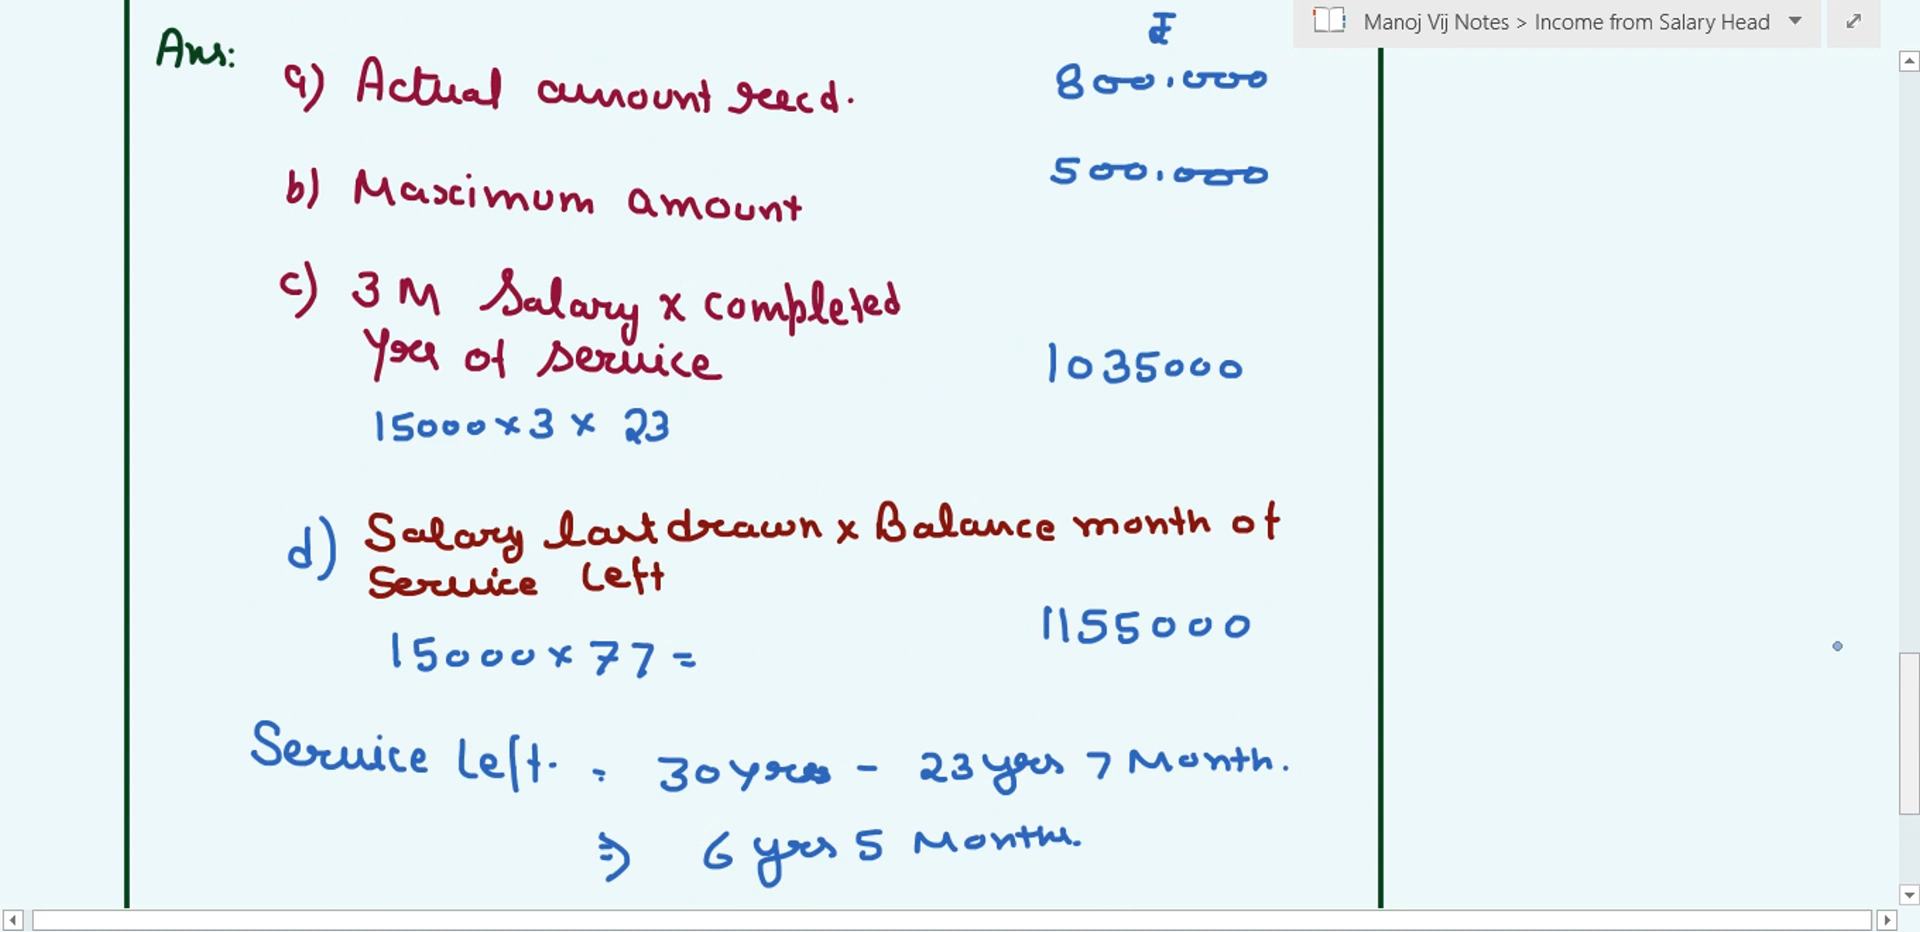 Manoj Vij Notes > Income from Salary Head
Ans:
₹
a) Actual amount recd. 800,000
b) Maximum amount 500,000
c) 3 M Salary x completed
Yrs of service 1035000
15000 x 3 x 23
d) Salary last drawn x Balance month of
Service left
15000 x 77 = 1155000
Service left. = 30 yrs - 23 yrs 7 Month.
⇒ 6 yrs 5 Months.